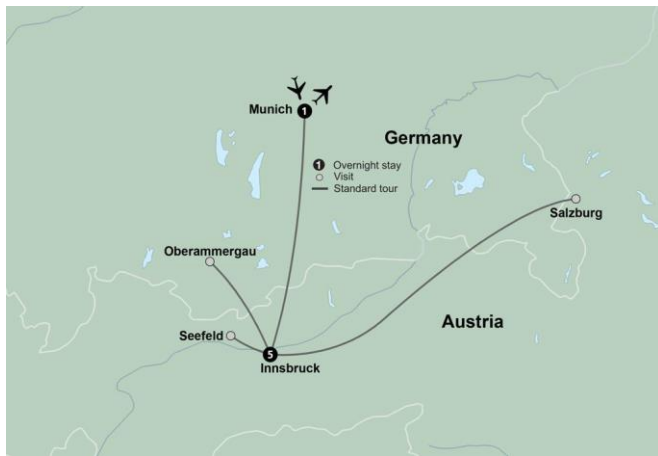 Munich
1
Germany
1 Overnight stay
Visit
Standard tour
Salzburg
Oberammergau
Austria
Seefeld
5
Innsbruck